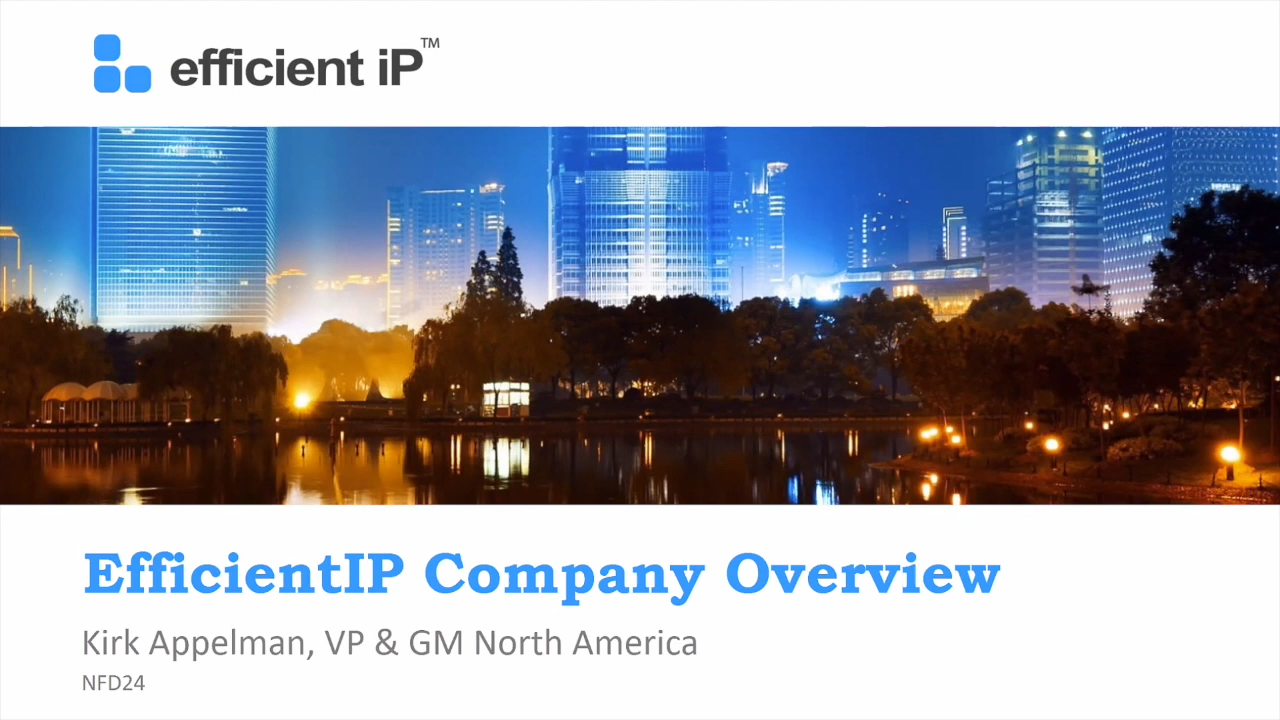 efficient iP™
EfficientIP Company Overview
Kirk Appelman, VP & GM North America
NFD24